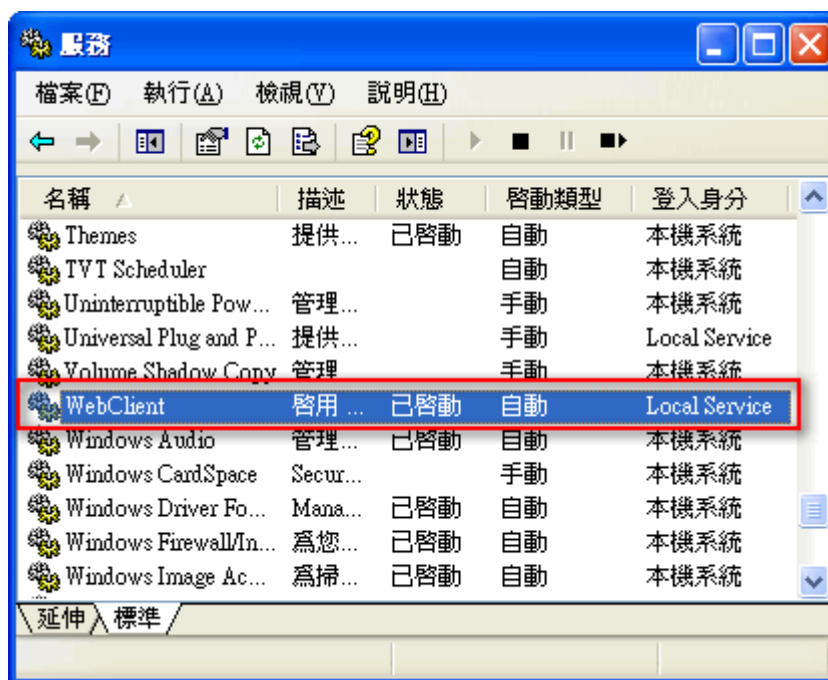 服務
檔案(F) 執行(A) 檢視(V) 說明(H)
名稱 描述 狀態 啓動類型 登入身分
Themes 提供... 已啓動 自動 本機系統
TVT Scheduler 自動 本機系統
Uninterruptible Pow... 管理... 手動 本機系統
Universal Plug and P... 提供... 手動 Local Service
Volume Shadow Copy 管理 手動 本機系統
WebClient 啓用 ... 已啓動 自動 Local Service
Windows Audio 管理... 已啓動 自動 本機系統
Windows CardSpace Secur... 手動 本機系統
Windows Driver Fo... Mana... 已啓動 自動 本機系統
Windows Firewall/In... 爲您... 已啓動 自動 本機系統
Windows Image Ac... 爲掃... 已啓動 自動 本機系統
延伸 標準